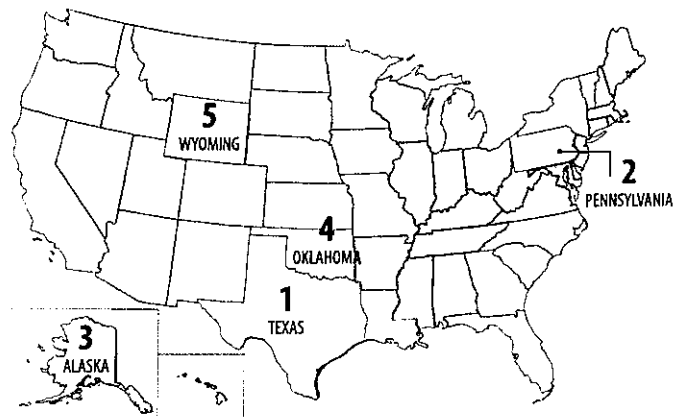 5
WYOMING
2
PENNSYLVANIA
4
OKLAHOMA
1
TEXAS
3
ALASKA